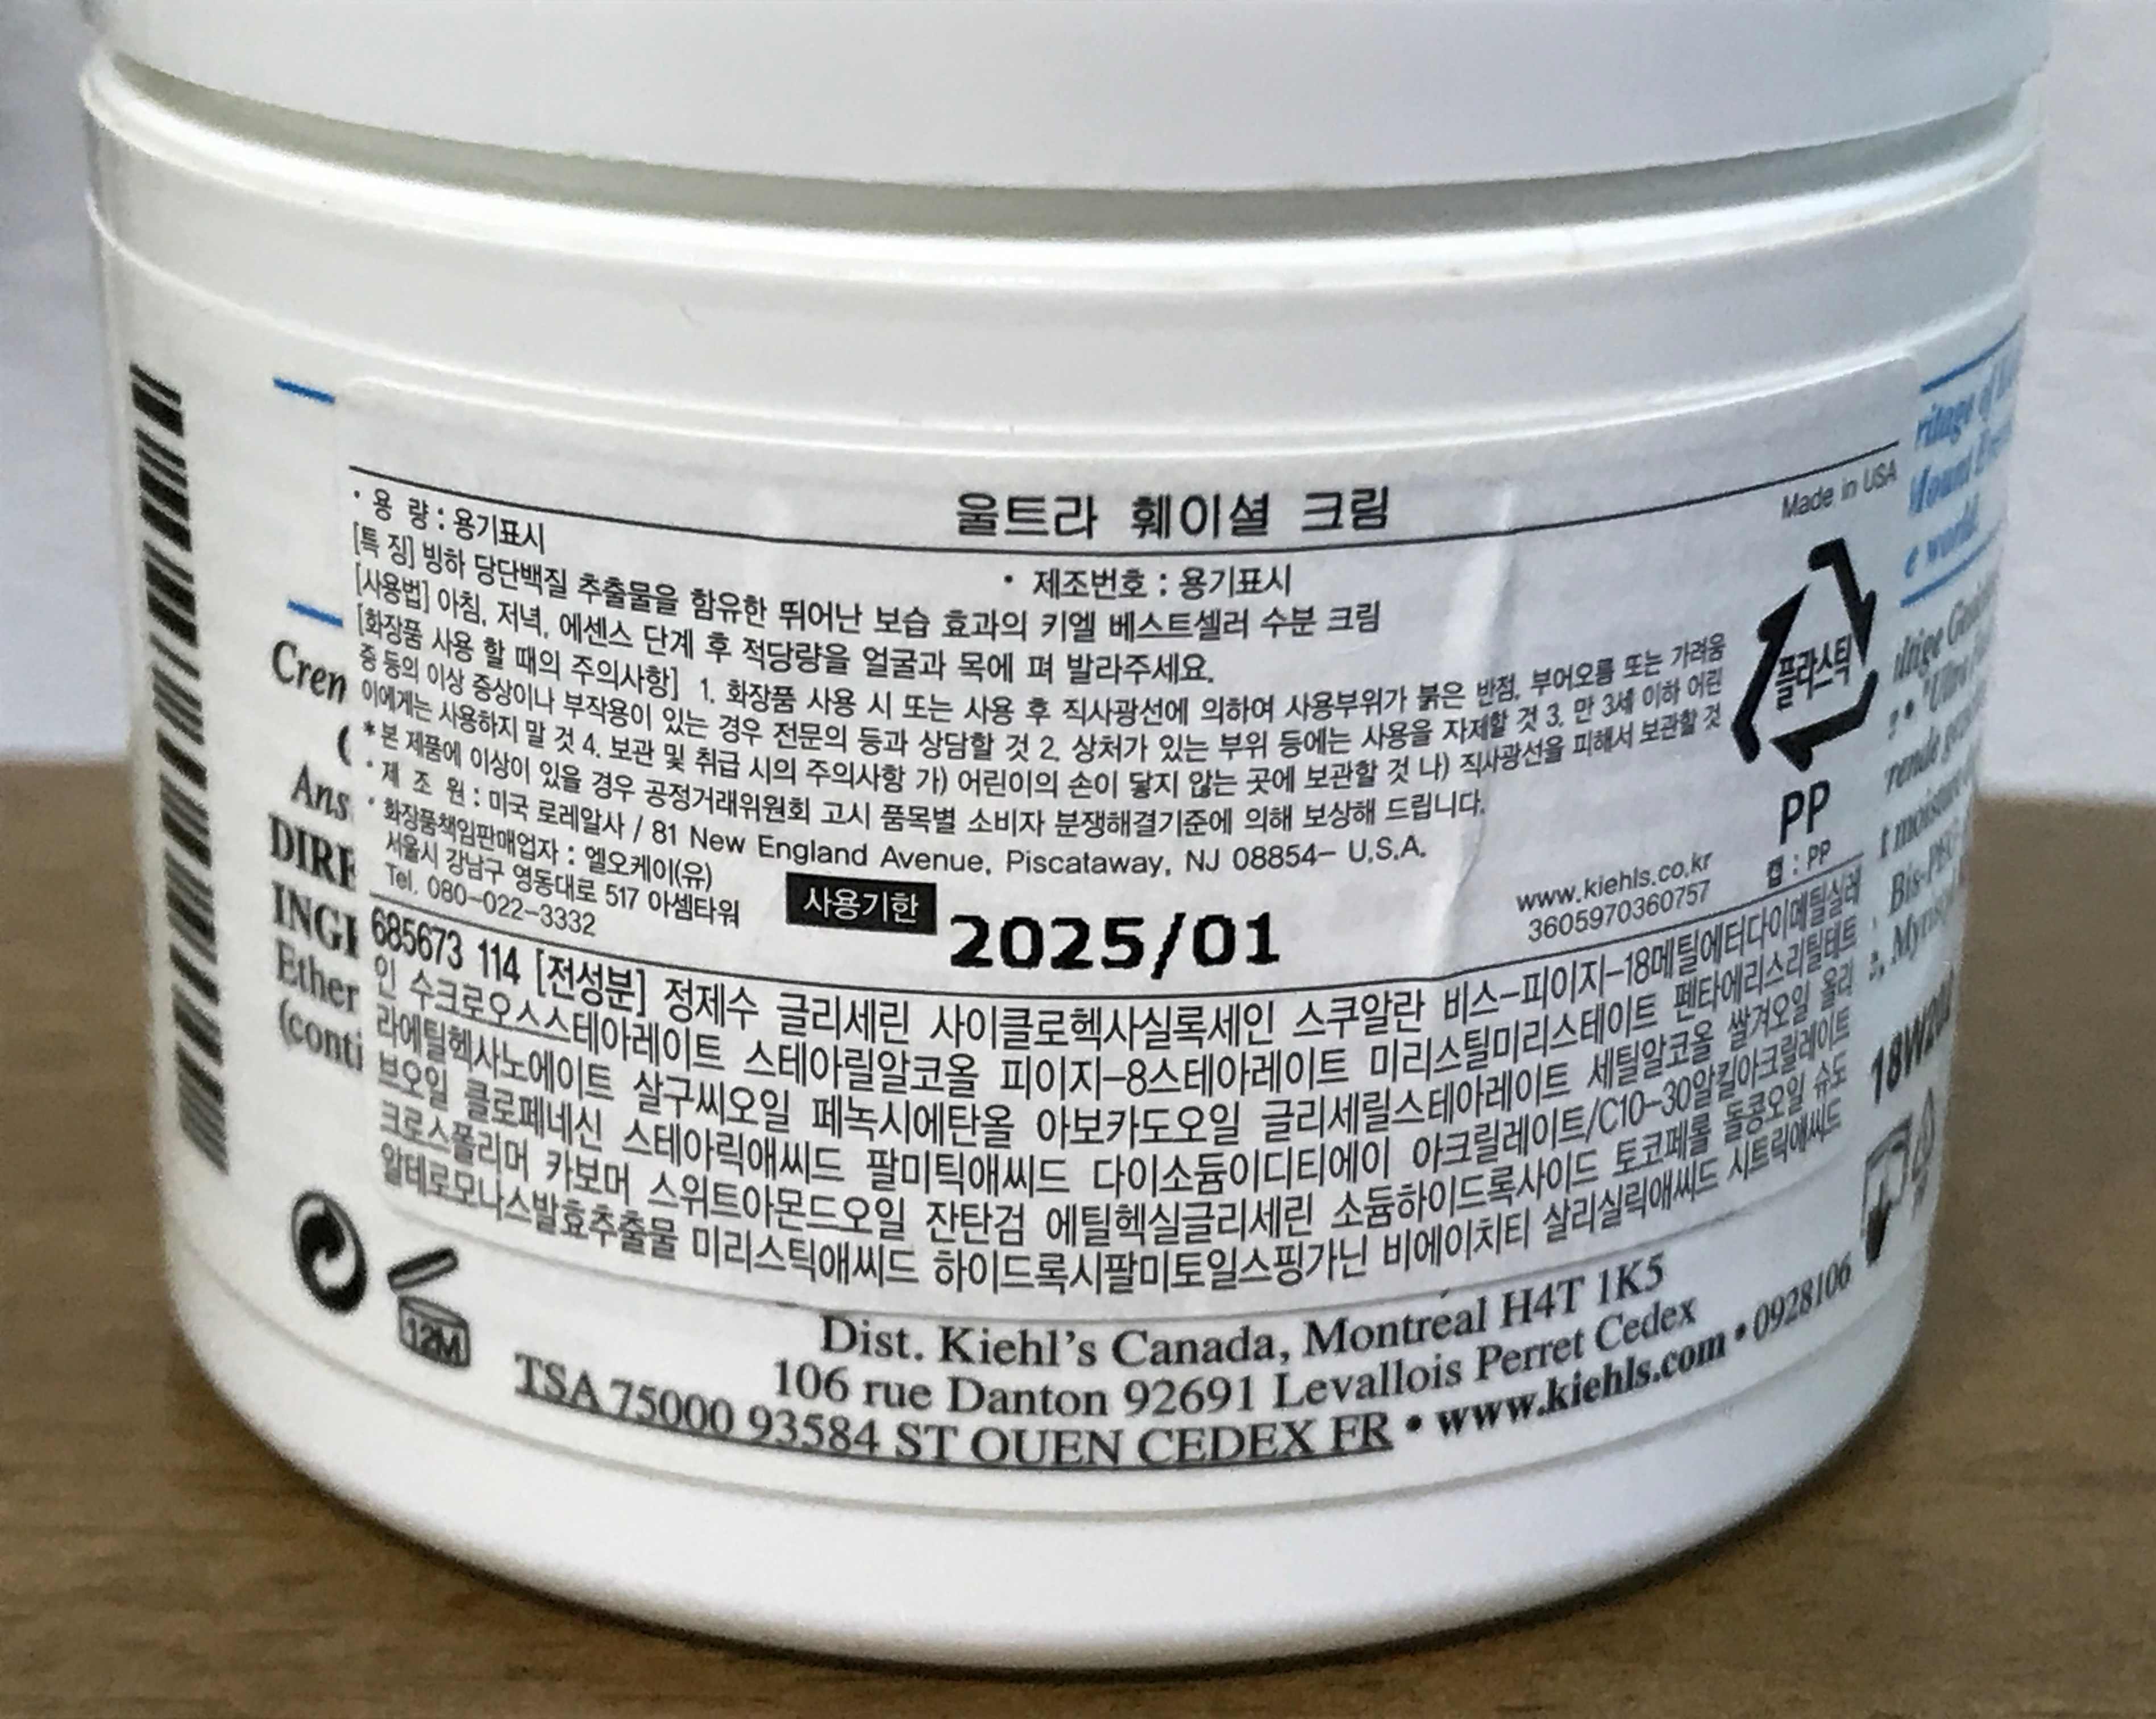 울트라 훼이셜 크림
Made in USA
· 용 량 : 용기표시
· 제조번호 : 용기표시
[특 징] 빙하 당단백질 추출물을 함유한 뛰어난 보습 효과의 키엘 베스트셀러 수분 크림
[사용법] 아침, 저녁, 에센스 단계 후 적당량을 얼굴과 목에 펴 발라주세요.
[화장품 사용 할 때의 주의사항] 1. 화장품 사용 시 또는 사용 후 직사광선에 의하여 사용부위가 붉은 반점, 부어오름 또는 가려움
증 등의 이상 증상이나 부작용이 있는 경우 전문의 등과 상담할 것 2. 상처가 있는 부위 등에는 사용을 자제할 것 3. 만 3세 이하 어린
이에게는 사용하지 말 것 4. 보관 및 취급 시의 주의사항 가) 어린이의 손이 닿지 않는 곳에 보관할 것 나) 직사광선을 피해서 보관할 것
* 본 제품에 이상이 있을 경우 공정거래위원회 고시 품목별 소비자 분쟁해결기준에 의해 보상해 드립니다.
· 제 조 원 : 미국 로레알사 / 81 New England Avenue, Piscataway, NJ 08854- U.S.A.
· 화장품책임판매업자 : 엘오케이(유)
서울시 강남구 영동대로 517 아셈타워
Tel. 080-022-3332
사용기한 2025/01
www.kiehls.co.kr
3605970360757
플라스틱
PP
캡 : PP
685673 114 [전성분] 정제수 글리세린 사이클로헥사실록세인 스쿠알란 비스-피이지-18메틸에터다이메틸실레
인 수크로오스스테아레이트 스테아릴알코올 피이지-8스테아레이트 미리스틸미리스테이트 펜타에리스리틸테트
라에틸헥사노에이트 살구씨오일 페녹시에탄올 아보카도오일 글리세릴스테아레이트 세틸알코올 쌀겨오일 올리
브오일 클로페네신 스테아릭애씨드 팔미틱애씨드 다이소듐이디티에이 아크릴레이트/C10-30알킬아크릴레이트
크로스폴리머 카보머 스위트아몬드오일 잔탄검 에틸헥실글리세린 소듐하이드록사이드 토코페롤 돌콩오일 슈도
알테로모나스발효추출물 미리스틱애씨드 하이드록시팔미토일스핑가닌 비에이치티 살리실릭애씨드 시트릭애씨드
Cren
Ans
DIRE
INGI
Ether
(conti
12M
Dist. Kiehl's Canada, Montreal H4T 1K5
106 rue Danton 92691 Levallois Perret Cedex
TSA 75000 93584 ST OUEN CEDEX FR • www.kiehls.com • 0928106
ritage of
e world.
t moisture